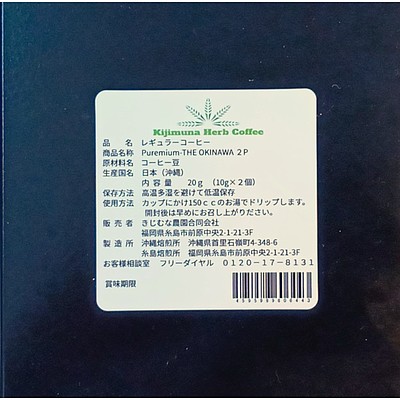 Kijimuna Herb Coffee
品　　名　レギュラーコーヒー
商品名称　Puremium-THE OKINAWA ２P
原材料名　コーヒー豆
生産国名　日本（沖縄）
内 容 量　20ｇ （10g×２個）
保存方法　高温多湿を避けて低温保存
使用方法　カップにかけ150ｃｃのお湯でドリップします。
開封後は早めにお召し上がりください。
販 売 者　きじむな農園合同会社
福岡県糸島市前原中央2-1-21-3F
製 造 所　沖縄焙煎所　沖縄県首里石嶺町4-348-6
糸島焙煎所　福岡県糸島市前原中央2-1-21-3F
お客様相談室　フリーダイヤル　０１２０－１７－８１３１
賞味期限